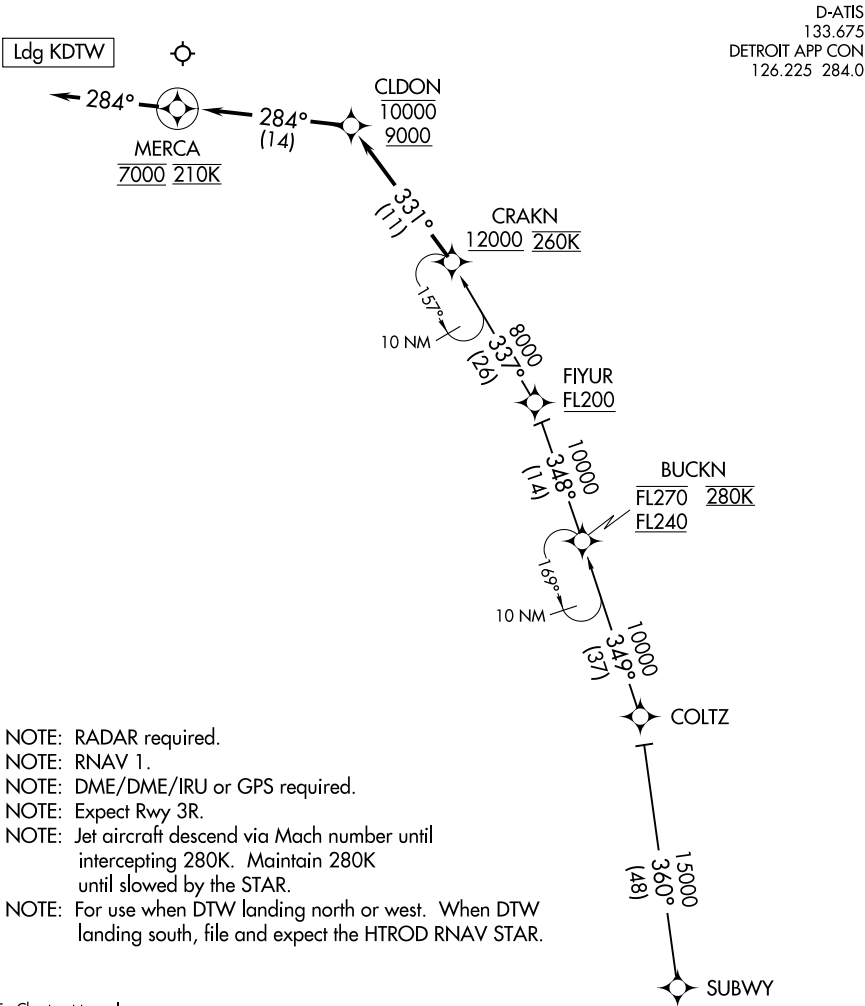 D-ATIS
133.675
DETROIT APP CON
126.225 284.0
Ldg KDTW
284°
MERCA
7000 210K
284°
(14)
CLDON
10000
9000
331°
(11)
CRAKN
12000 260K
157°
10 NM
8000
337°
(26)
FIYUR
FL200
10000
348°
(14)
BUCKN
FL270 280K
FL240
169°
10 NM
10000
349°
(37)
COLTZ
15000
360°
(48)
SUBWY
NOTE: RADAR required.
NOTE: RNAV 1.
NOTE: DME/DME/IRU or GPS required.
NOTE: Expect Rwy 3R.
NOTE: Jet aircraft descend via Mach number until
intercepting 280K. Maintain 280K
until slowed by the STAR.
NOTE: For use when DTW landing north or west. When DTW
landing south, file and expect the HTROD RNAV STAR.